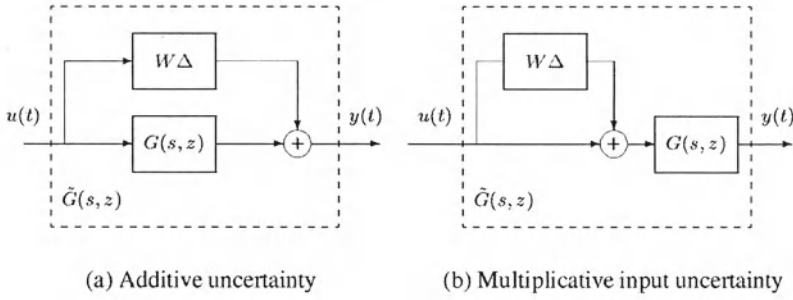 WΔ
u(t)
G(s, z)
+
y(t)
G̃(s, z)
(a) Additive uncertainty
WΔ
u(t)
+
G(s, z)
y(t)
G̃(s, z)
(b) Multiplicative input uncertainty